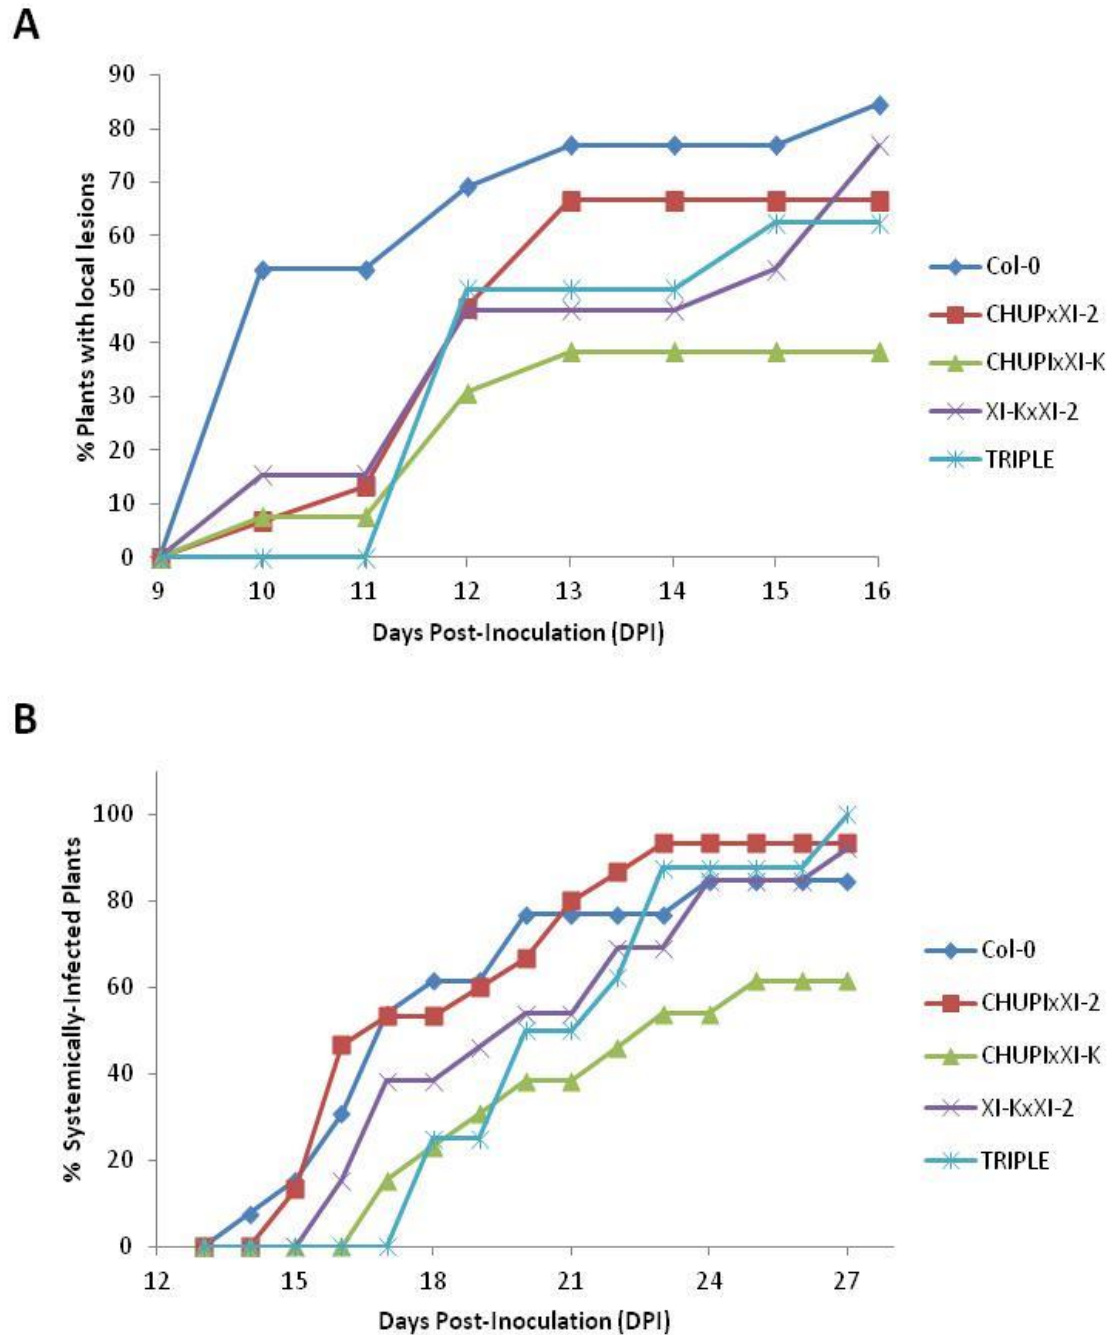 A
90
80
70
60
50
40
30
20
10
0
% Plants with local lesions
9 10 11 12 13 14 15 16
Days Post-Inoculation (DPI)
Col-0
CHUPxXI-2
CHUPIxXI-K
XI-KxXI-2
TRIPLE
B
100
80
60
40
20
0
% Systemically-Infected Plants
12 15 18 21 24 27
Days Post-Inoculation (DPI)
Col-0
CHUPIxXI-2
CHUPIxXI-K
XI-KxXI-2
TRIPLE